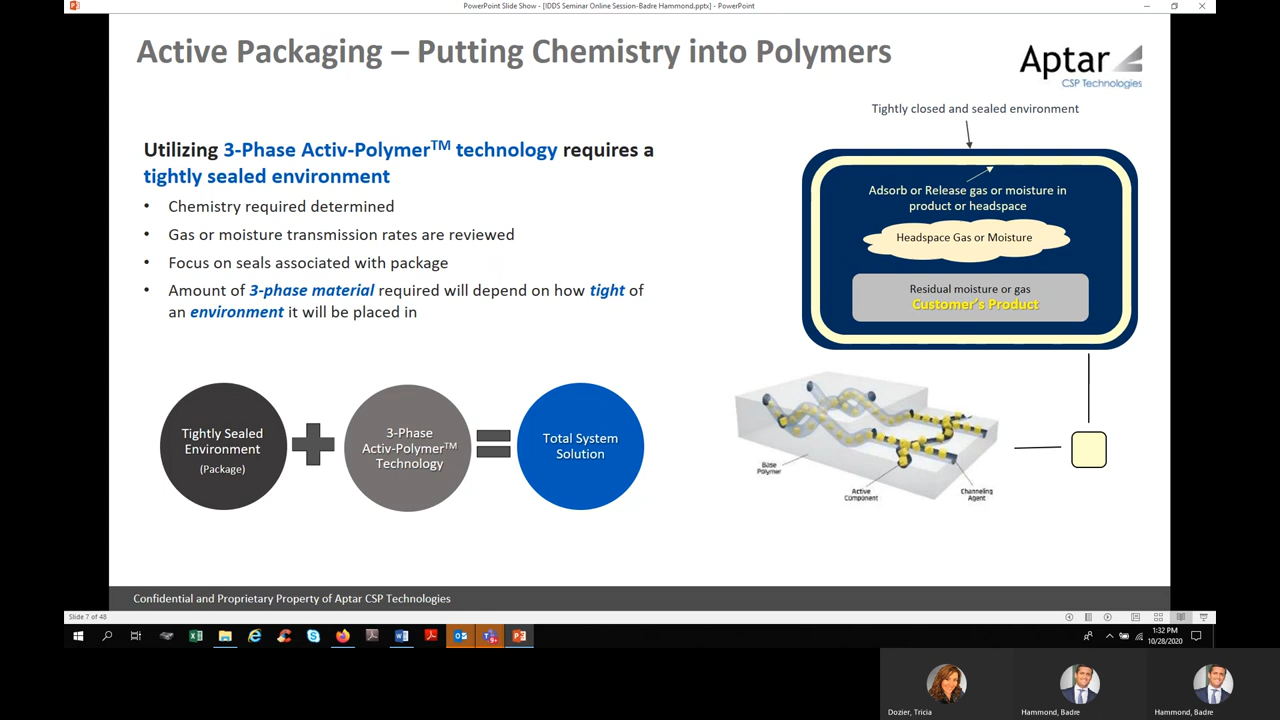 PowerPoint Slide Show - [IDDS Seminar Online Session-Badre Hammond.pptx] - PowerPoint
Active Packaging – Putting Chemistry into Polymers
Aptar
CSP Technologies
Utilizing 3-Phase Activ-Polymer™ technology requires a
tightly sealed environment
• Chemistry required determined
• Gas or moisture transmission rates are reviewed
• Focus on seals associated with package
• Amount of 3-phase material required will depend on how tight of
an environment it will be placed in
Tightly closed and sealed environment
Adsorb or Release gas or moisture in
product or headspace
Headspace Gas or Moisture
Residual moisture or gas
Customer's Product
Tightly Sealed
Environment
(Package)
3-Phase
Activ-Polymer™
Technology
Total System
Solution
Base
Polymer
Active
Component
Channeling
Agent
Confidential and Proprietary Property of Aptar CSP Technologies
Slide 7 of 48
1:32 PM
10/28/2020
Dozier, Tricia
Hammond, Badre
Hammond, Badre